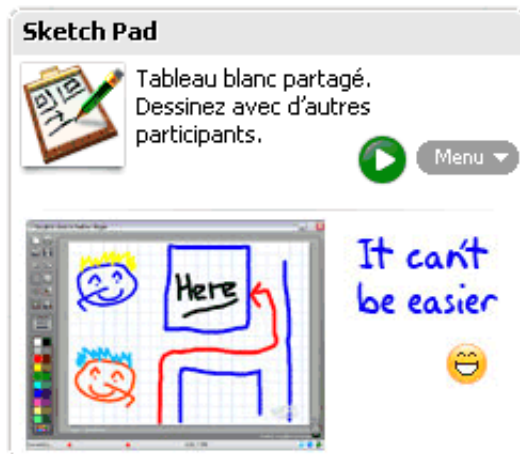 Sketch Pad
Tableau blanc partagé.
Dessinez avec d'autres
participants.
Menu
Here
It can't
be easier